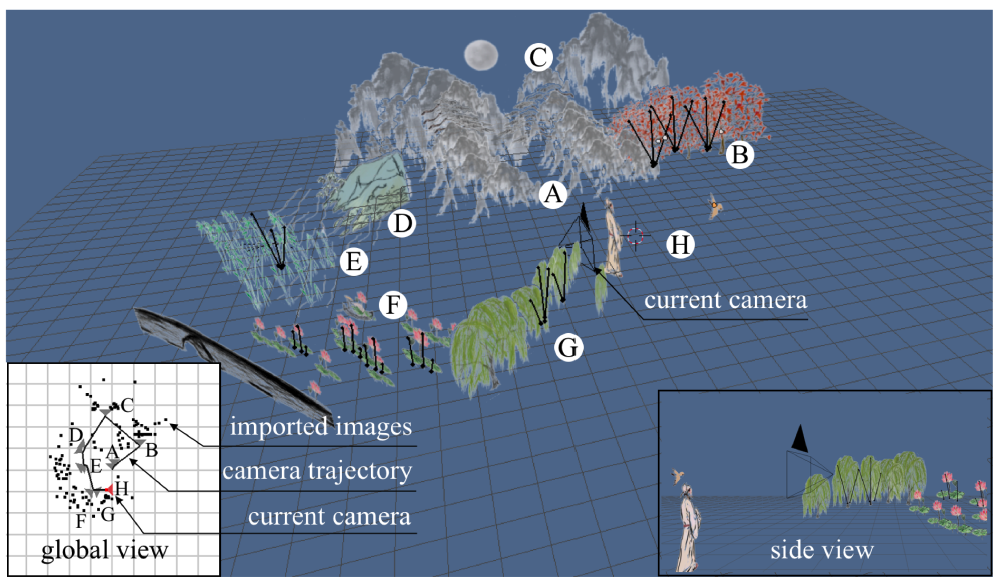 C
B
A
D
H
E
current camera
F
G
C
imported images
D
B
A
camera trajectory
E
H
F
G
current camera
global view
side view